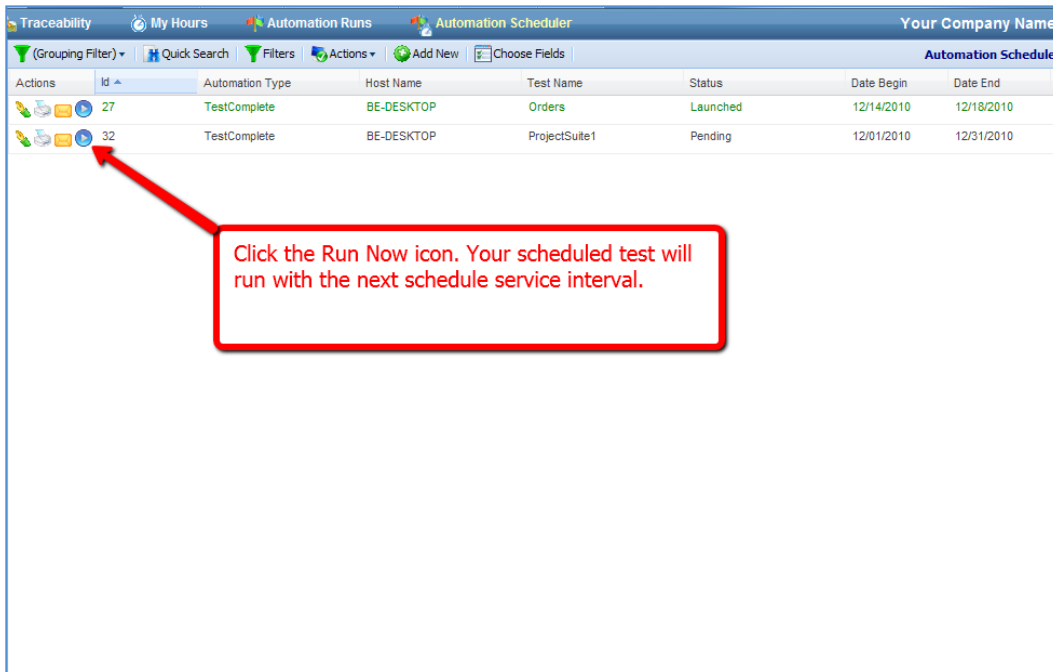 Traceability My Hours Automation Runs Automation Scheduler Your Company Name
(Grouping Filter) Quick Search Filters Actions Add New Choose Fields Automation Schedule
Actions Id Automation Type Host Name Test Name Status Date Begin Date End
27 TestComplete BE-DESKTOP Orders Launched 12/14/2010 12/18/2010
32 TestComplete BE-DESKTOP ProjectSuite1 Pending 12/01/2010 12/31/2010
Click the Run Now icon. Your scheduled test will
run with the next schedule service interval.